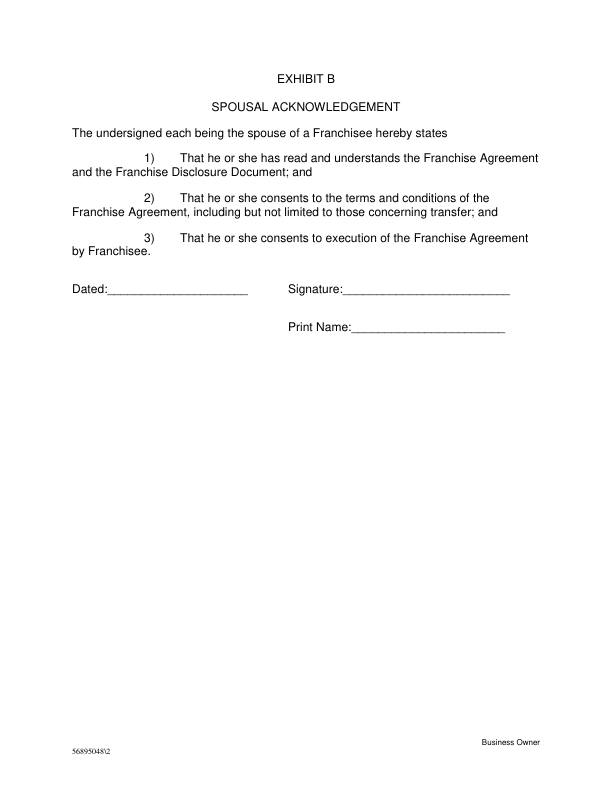 EXHIBIT B
SPOUSAL ACKNOWLEDGEMENT
The undersigned each being the spouse of a Franchisee hereby states
1) That he or she has read and understands the Franchise Agreement
and the Franchise Disclosure Document; and
2) That he or she consents to the terms and conditions of the
Franchise Agreement, including but not limited to those concerning transfer; and
3) That he or she consents to execution of the Franchise Agreement
by Franchisee.
Dated:_____________________ Signature:_________________________
Print Name:_______________________
Business Owner
56895048\2